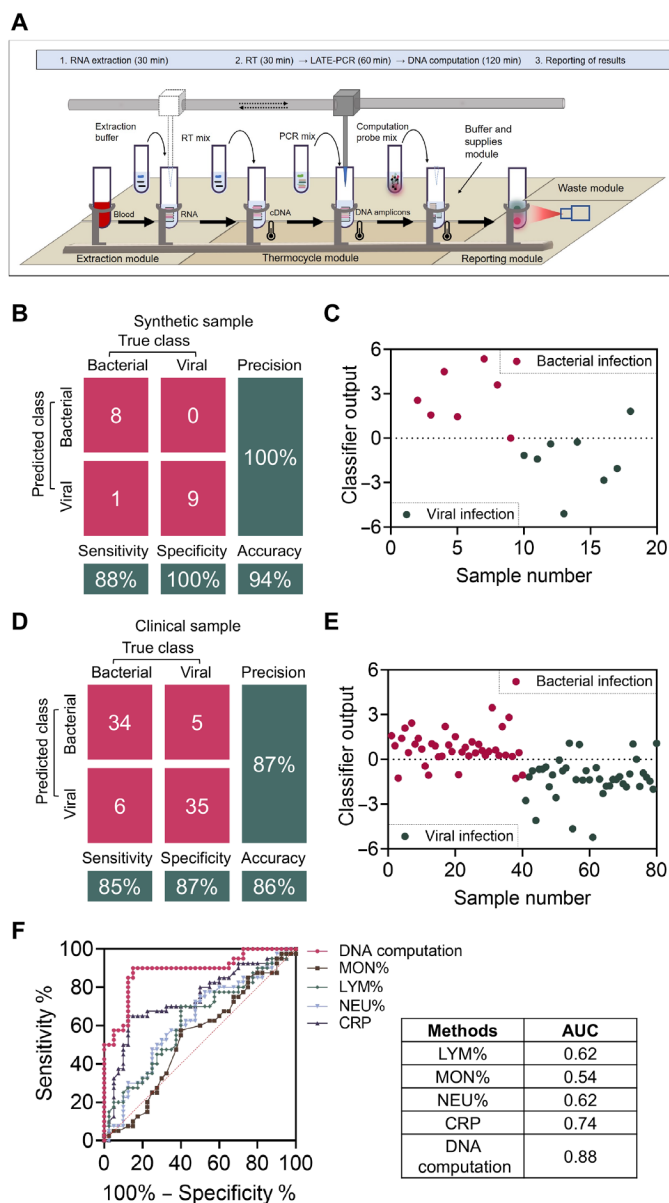 A
1. RNA extraction (30 min) 2. RT (30 min) → LATE-PCR (60 min) → DNA computation (120 min) 3. Reporting of results
Extraction
buffer
RT mix
PCR mix
Computation
probe mix
Buffer and
supplies
module
Waste module
Blood
RNA
cDNA
DNA amplicons
Extraction module
Thermocycle module
Reporting module
B
Synthetic sample
True class
Bacterial Viral Precision
Predicted class
Bacterial
Viral
8 0
100%
1 9
Sensitivity Specificity Accuracy
88% 100% 94%
C
Classifier output
6
3
0
−3
−6
Bacterial infection
Viral infection
0 5 10 15 20
Sample number
D
Clinical sample
True class
Bacterial Viral Precision
Predicted class
Bacterial
Viral
34 5
87%
6 35
Sensitivity Specificity Accuracy
85% 87% 86%
E
Classifier output
6
3
0
−3
−6
Bacterial infection
Viral infection
0 20 40 60 80
Sample number
F
Sensitivity %
100
80
60
40
20
0
0 20 40 60 80 100
100% − Specificity %
DNA computation
MON%
LYM%
NEU%
CRP
Methods AUC
LYM% 0.62
MON% 0.54
NEU% 0.62
CRP 0.74
DNA
computation 0.88